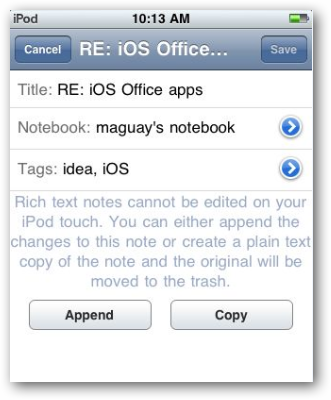 iPod 10:13 AM
Cancel RE: iOS Office... Save
Title: RE: iOS Office apps
Notebook: maguay's notebook
Tags: idea, iOS
Rich text notes cannot be edited on your
iPod touch. You can either append the
changes to this note or create a plain text
copy of the note and the original will be
moved to the trash.
Append Copy